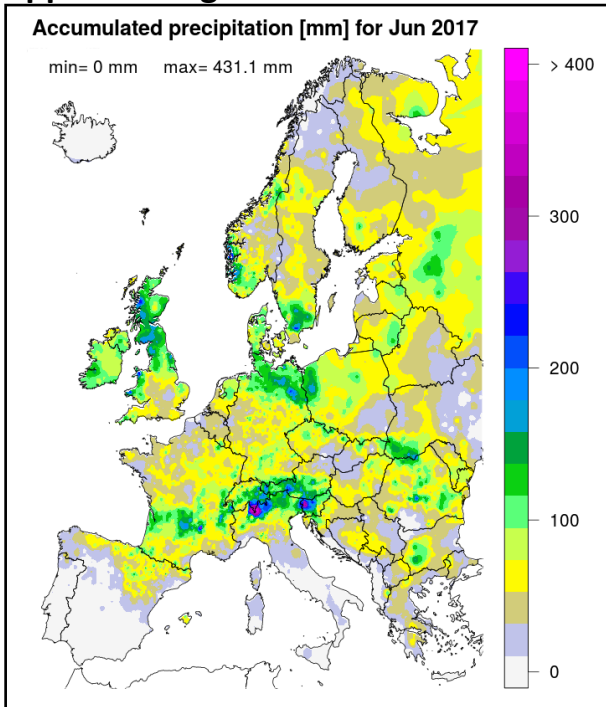 Accumulated precipitation [mm] for Jun 2017
min= 0 mm max= 431.1 mm
> 400
300
200
100
0